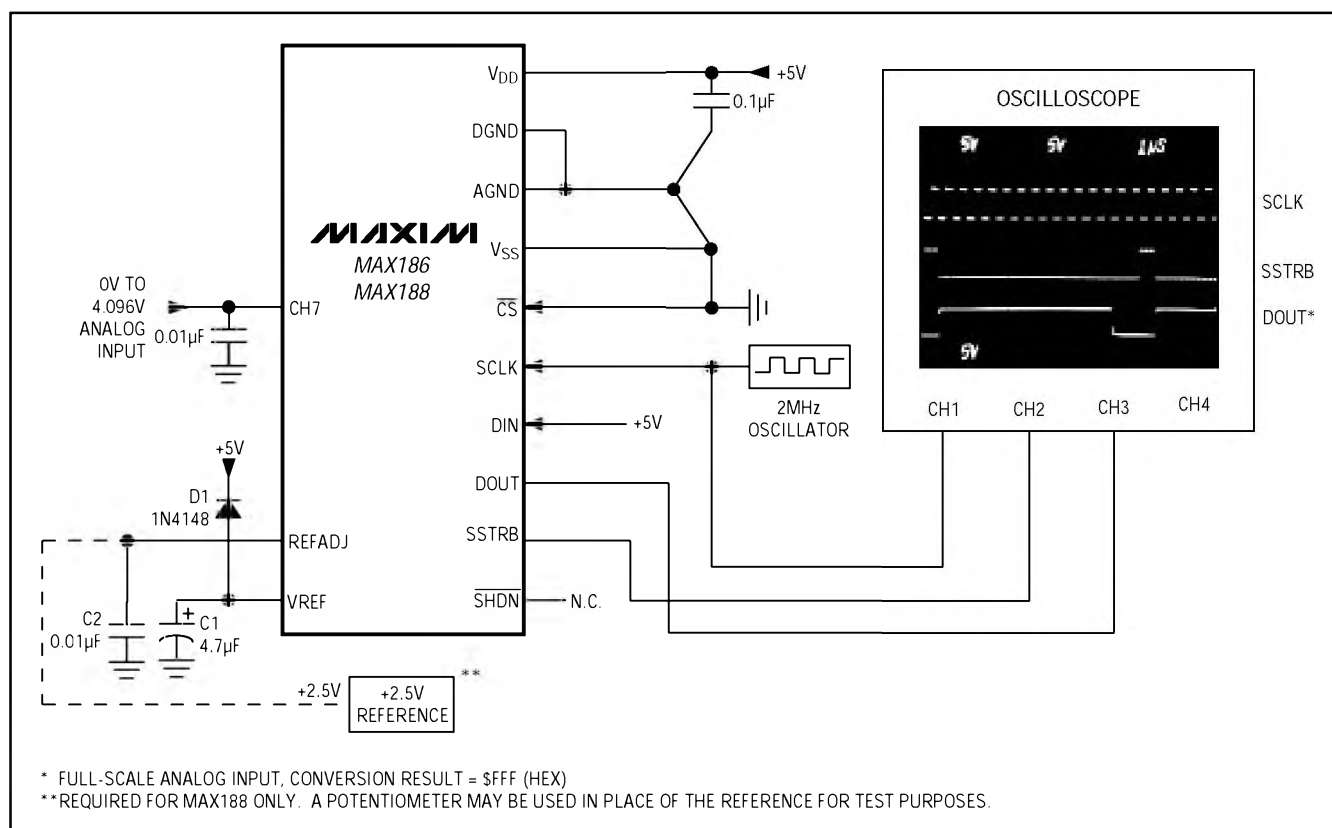 VDD
+5V
0.1µF
DGND
AGND
MAXIM
MAX186
MAX188
VSS
0V TO
4.096V
ANALOG
INPUT
CH7
0.01µF
CS
SCLK
2MHz
OSCILLATOR
DIN
+5V
DOUT
SSTRB
SHDN
N.C.
+5V
D1
1N4148
REFADJ
VREF
C2
0.01µF
+
C1
4.7µF
+2.5V
+2.5V
REFERENCE
**
OSCILLOSCOPE
5V
5V
1µS
SCLK
SSTRB
DOUT*
5V
CH1
CH2
CH3
CH4
* FULL-SCALE ANALOG INPUT, CONVERSION RESULT = $FFF (HEX)
**REQUIRED FOR MAX188 ONLY. A POTENTIOMETER MAY BE USED IN PLACE OF THE REFERENCE FOR TEST PURPOSES.